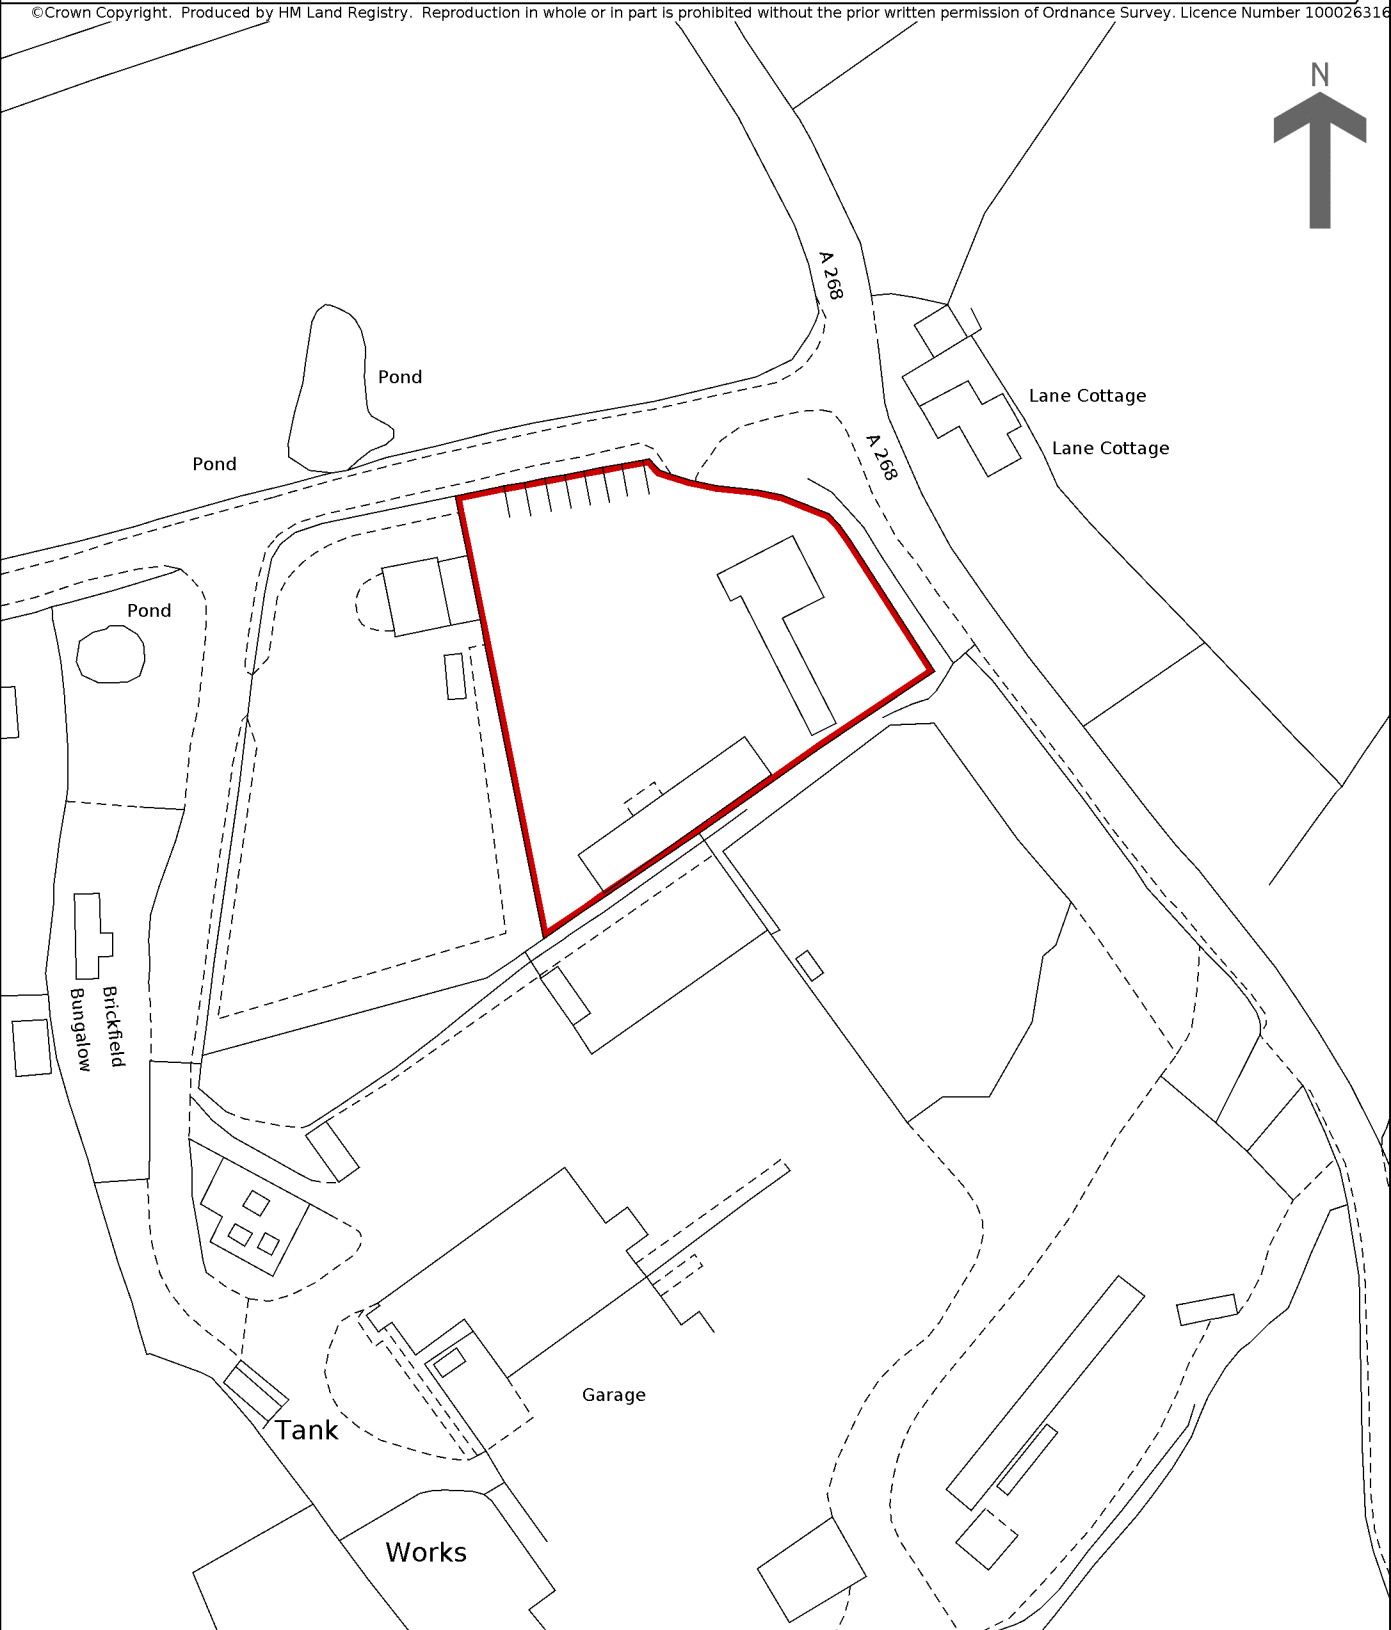 ©Crown Copyright. Produced by HM Land Registry. Reproduction in whole or in part is prohibited without the prior written permission of Ordnance Survey. Licence Number 100026316
N
A 268
Pond
Lane Cottage
A 268
Lane Cottage
Pond
Pond
Brickfield
Bungalow
Garage
Tank
Works